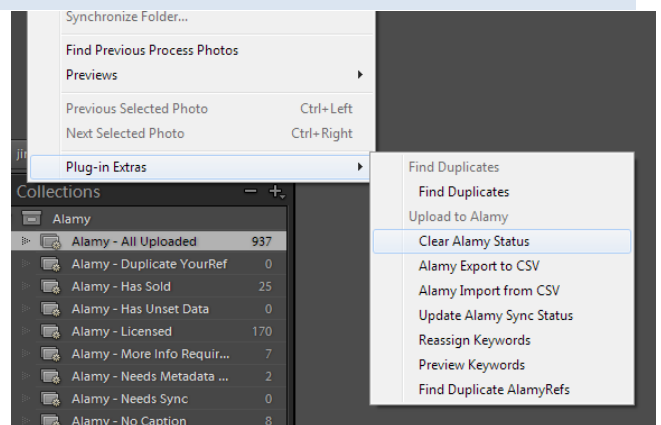 Synchronize Folder...
Find Previous Process Photos
Previews
Previous Selected Photo Ctrl+Left
Next Selected Photo Ctrl+Right
Plug-in Extras
Find Duplicates
Find Duplicates
Upload to Alamy
Clear Alamy Status
Alamy Export to CSV
Alamy Import from CSV
Update Alamy Sync Status
Reassign Keywords
Preview Keywords
Find Duplicate AlamyRefs
Collections
Alamy
Alamy - All Uploaded 937
Alamy - Duplicate YourRef 0
Alamy - Has Sold 25
Alamy - Has Unset Data 0
Alamy - Licensed 170
Alamy - More Info Requir... 7
Alamy - Needs Metadata ... 2
Alamy - Needs Sync 0
Alamy - No Caption 8